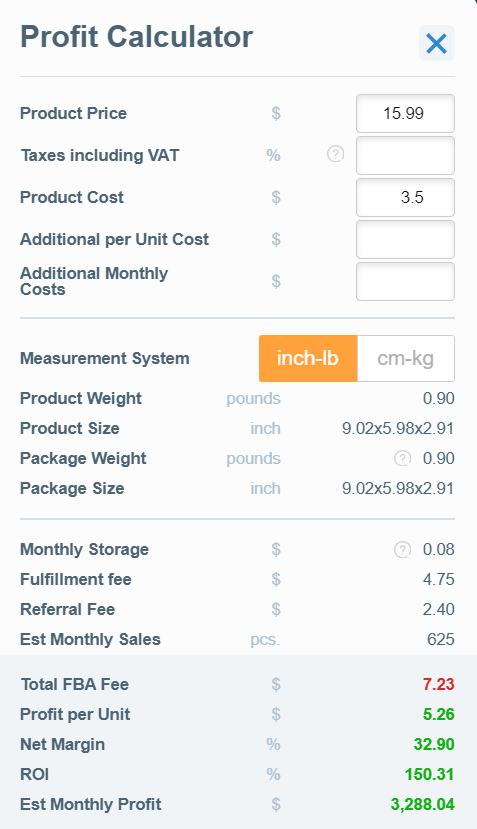 Profit Calculator
Product Price $ 15.99
Taxes including VAT % ?
Product Cost $ 3.5
Additional per Unit Cost $
Additional Monthly
Costs $
Measurement System inch-lb cm-kg
Product Weight pounds 0.90
Product Size inch 9.02x5.98x2.91
Package Weight pounds ? 0.90
Package Size inch 9.02x5.98x2.91
Monthly Storage $ ? 0.08
Fulfillment fee $ 4.75
Referral Fee $ 2.40
Est Monthly Sales pcs. 625
Total FBA Fee $ 7.23
Profit per Unit $ 5.26
Net Margin % 32.90
ROI % 150.31
Est Monthly Profit $ 3,288.04